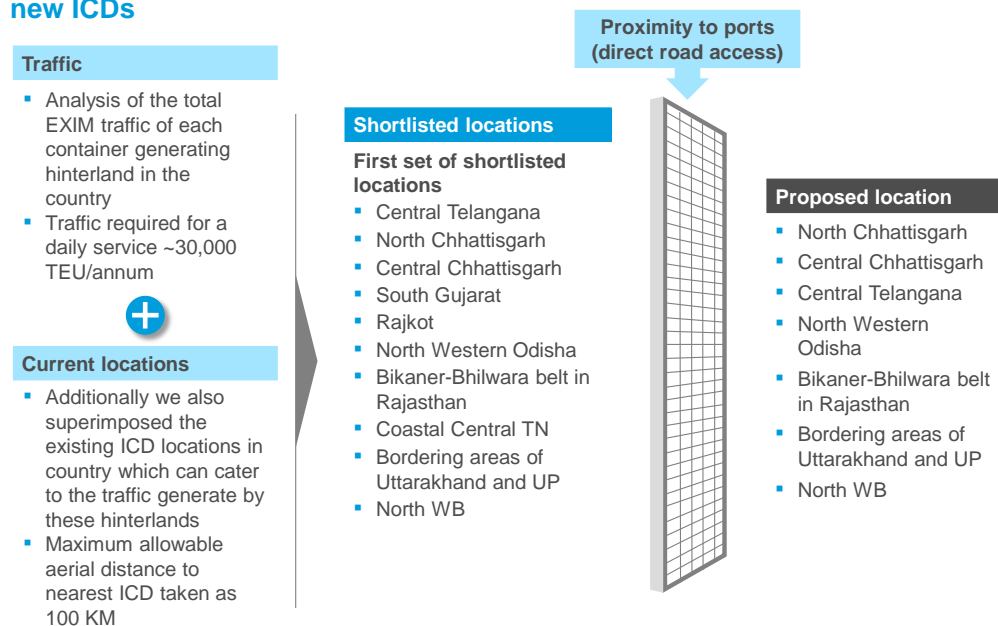 new ICDs
Traffic
▪ Analysis of the total
EXIM traffic of each
container generating
hinterland in the
country
▪ Traffic required for a
daily service ~30,000
TEU/annum
+
Current locations
▪ Additionally we also
superimposed the
existing ICD locations in
country which can cater
to the traffic generate by
these hinterlands
▪ Maximum allowable
aerial distance to
nearest ICD taken as
100 KM
Shortlisted locations
First set of shortlisted
locations
▪ Central Telangana
▪ North Chhattisgarh
▪ Central Chhattisgarh
▪ South Gujarat
▪ Rajkot
▪ North Western Odisha
▪ Bikaner-Bhilwara belt in
Rajasthan
▪ Coastal Central TN
▪ Bordering areas of
Uttarakhand and UP
▪ North WB
Proximity to ports
(direct road access)
Proposed location
▪ North Chhattisgarh
▪ Central Chhattisgarh
▪ Central Telangana
▪ North Western
Odisha
▪ Bikaner-Bhilwara belt
in Rajasthan
▪ Bordering areas of
Uttarakhand and UP
▪ North WB